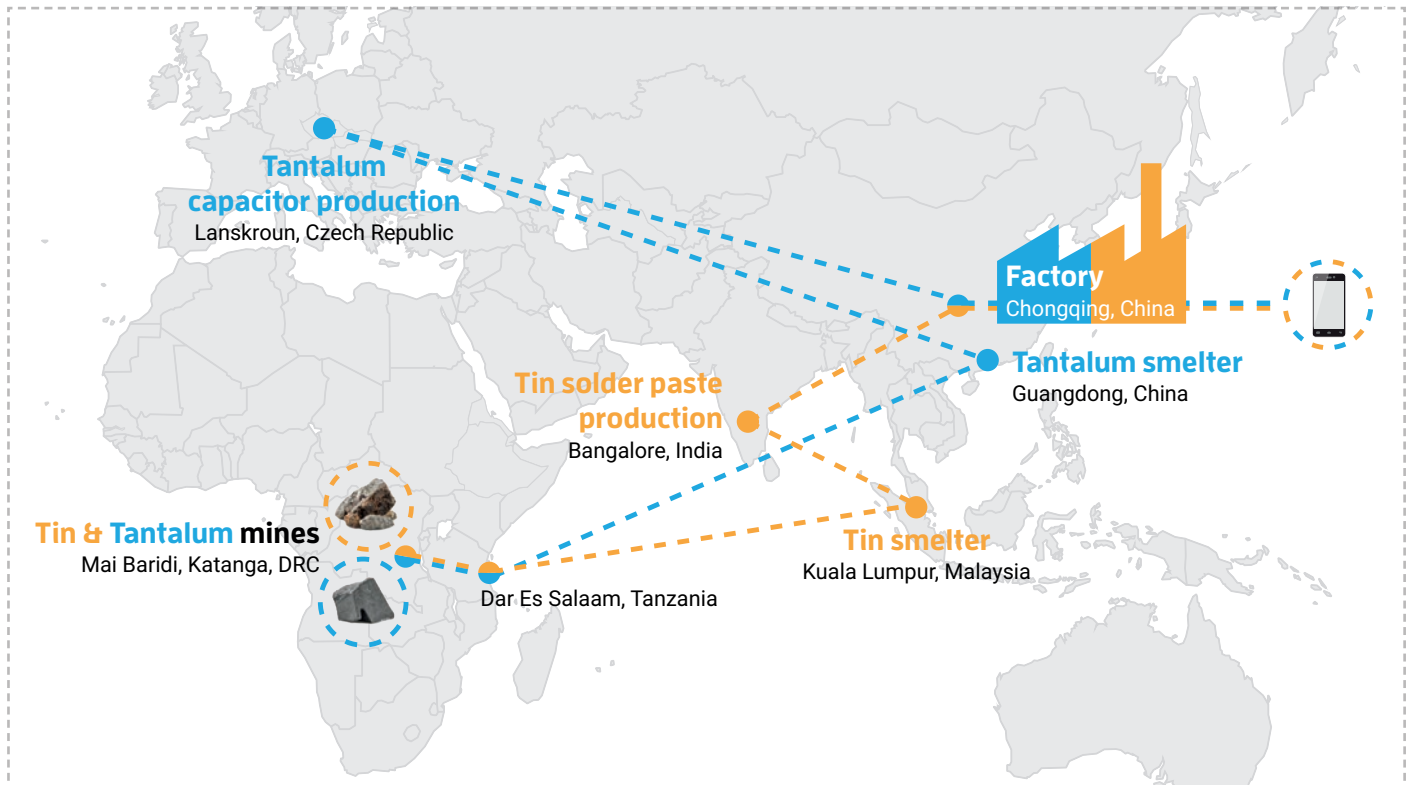 Tantalum
capacitor production
Lanskroun, Czech Republic
Factory
Chongqing, China
Tantalum smelter
Guangdong, China
Tin solder paste
production
Bangalore, India
Tin & Tantalum mines
Mai Baridi, Katanga, DRC
Tin smelter
Kuala Lumpur, Malaysia
Dar Es Salaam, Tanzania